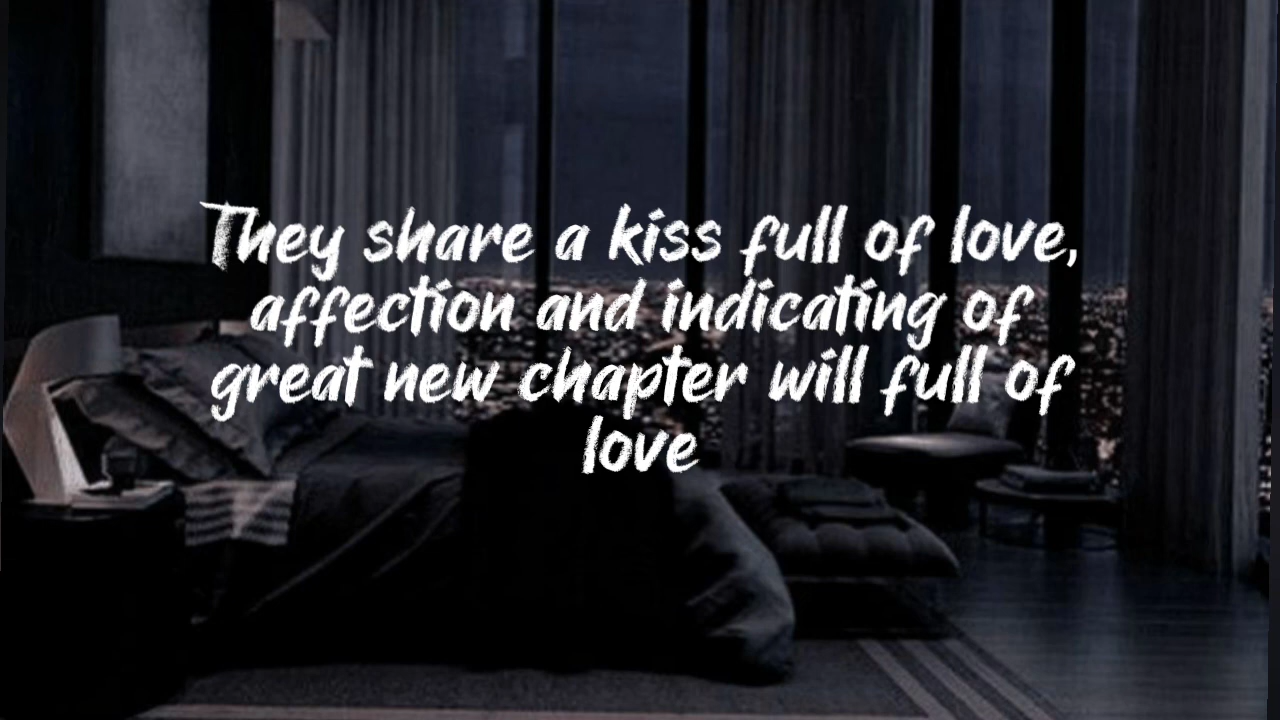 They share a kiss full of love,
affection and indicating of
great new chapter will full of
love